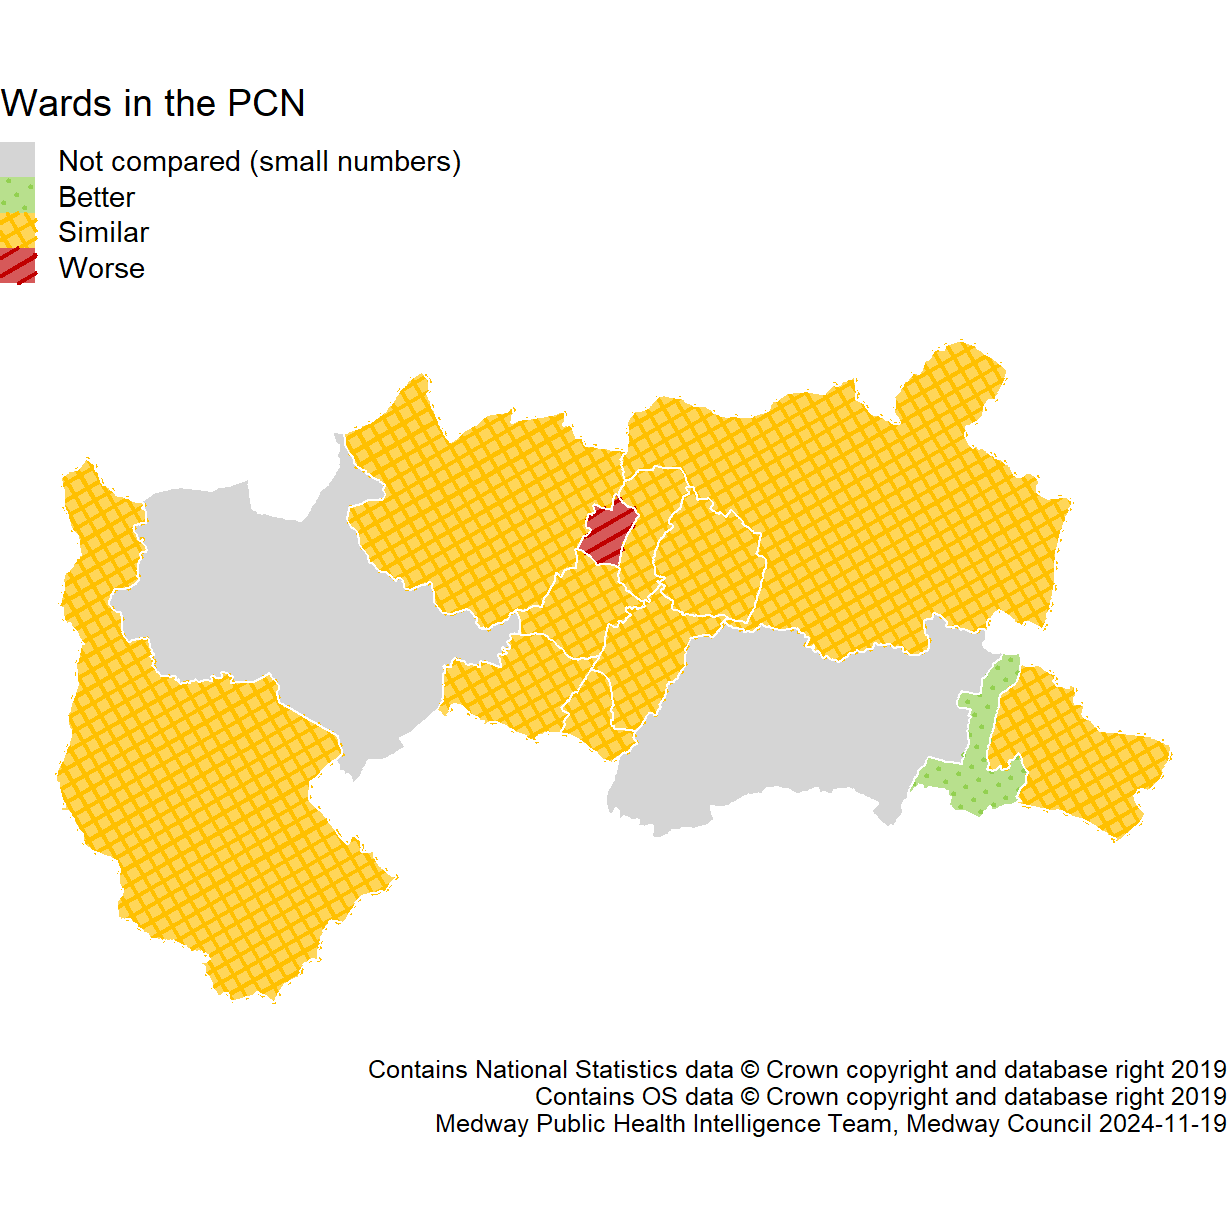 Wards in the PCN
Not compared (small numbers)
Better
Similar
Worse
Contains National Statistics data © Crown copyright and database right 2019
Contains OS data © Crown copyright and database right 2019
Medway Public Health Intelligence Team, Medway Council 2024-11-19